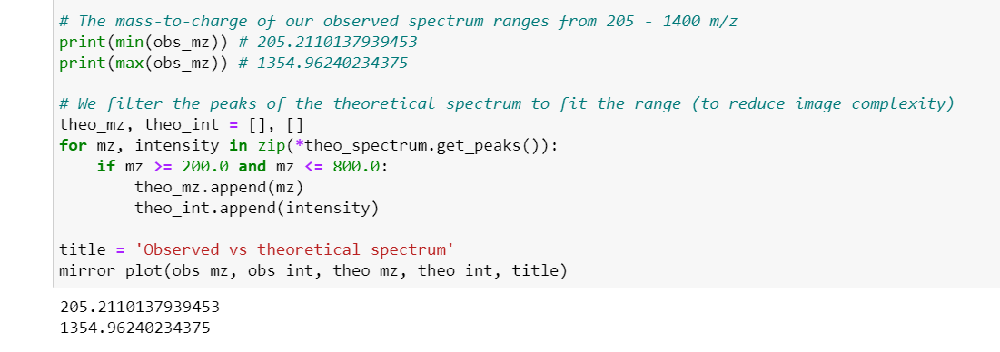 # The mass-to-charge of our observed spectrum ranges from 205 - 1400 m/z
print(min(obs_mz)) # 205.2110137939453
print(max(obs_mz)) # 1354.96240234375
# We filter the peaks of the theoretical spectrum to fit the range (to reduce image complexity)
theo_mz, theo_int = [], []
for mz, intensity in zip(*theo_spectrum.get_peaks()):
    if mz >= 200.0 and mz <= 800.0:
        theo_mz.append(mz)
        theo_int.append(intensity)
title = 'Observed vs theoretical spectrum'
mirror_plot(obs_mz, obs_int, theo_mz, theo_int, title)
205.2110137939453
1354.96240234375